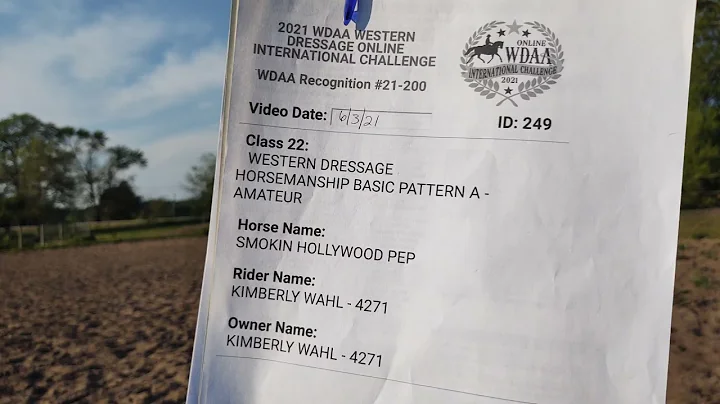 2021 WDAA WESTERN
DRESSAGE ONLINE
INTERNATIONAL CHALLENGE
WDAA Recognition #21-200
ONLINE
WDAA
INTERNATIONAL CHALLENGE
2021
Video Date: 6/3/21
ID: 249
Class 22:
WESTERN DRESSAGE
HORSEMANSHIP BASIC PATTERN A -
AMATEUR
Horse Name:
SMOKIN HOLLYWOOD PEP
Rider Name:
KIMBERLY WAHL - 4271
Owner Name:
KIMBERLY WAHL - 4271